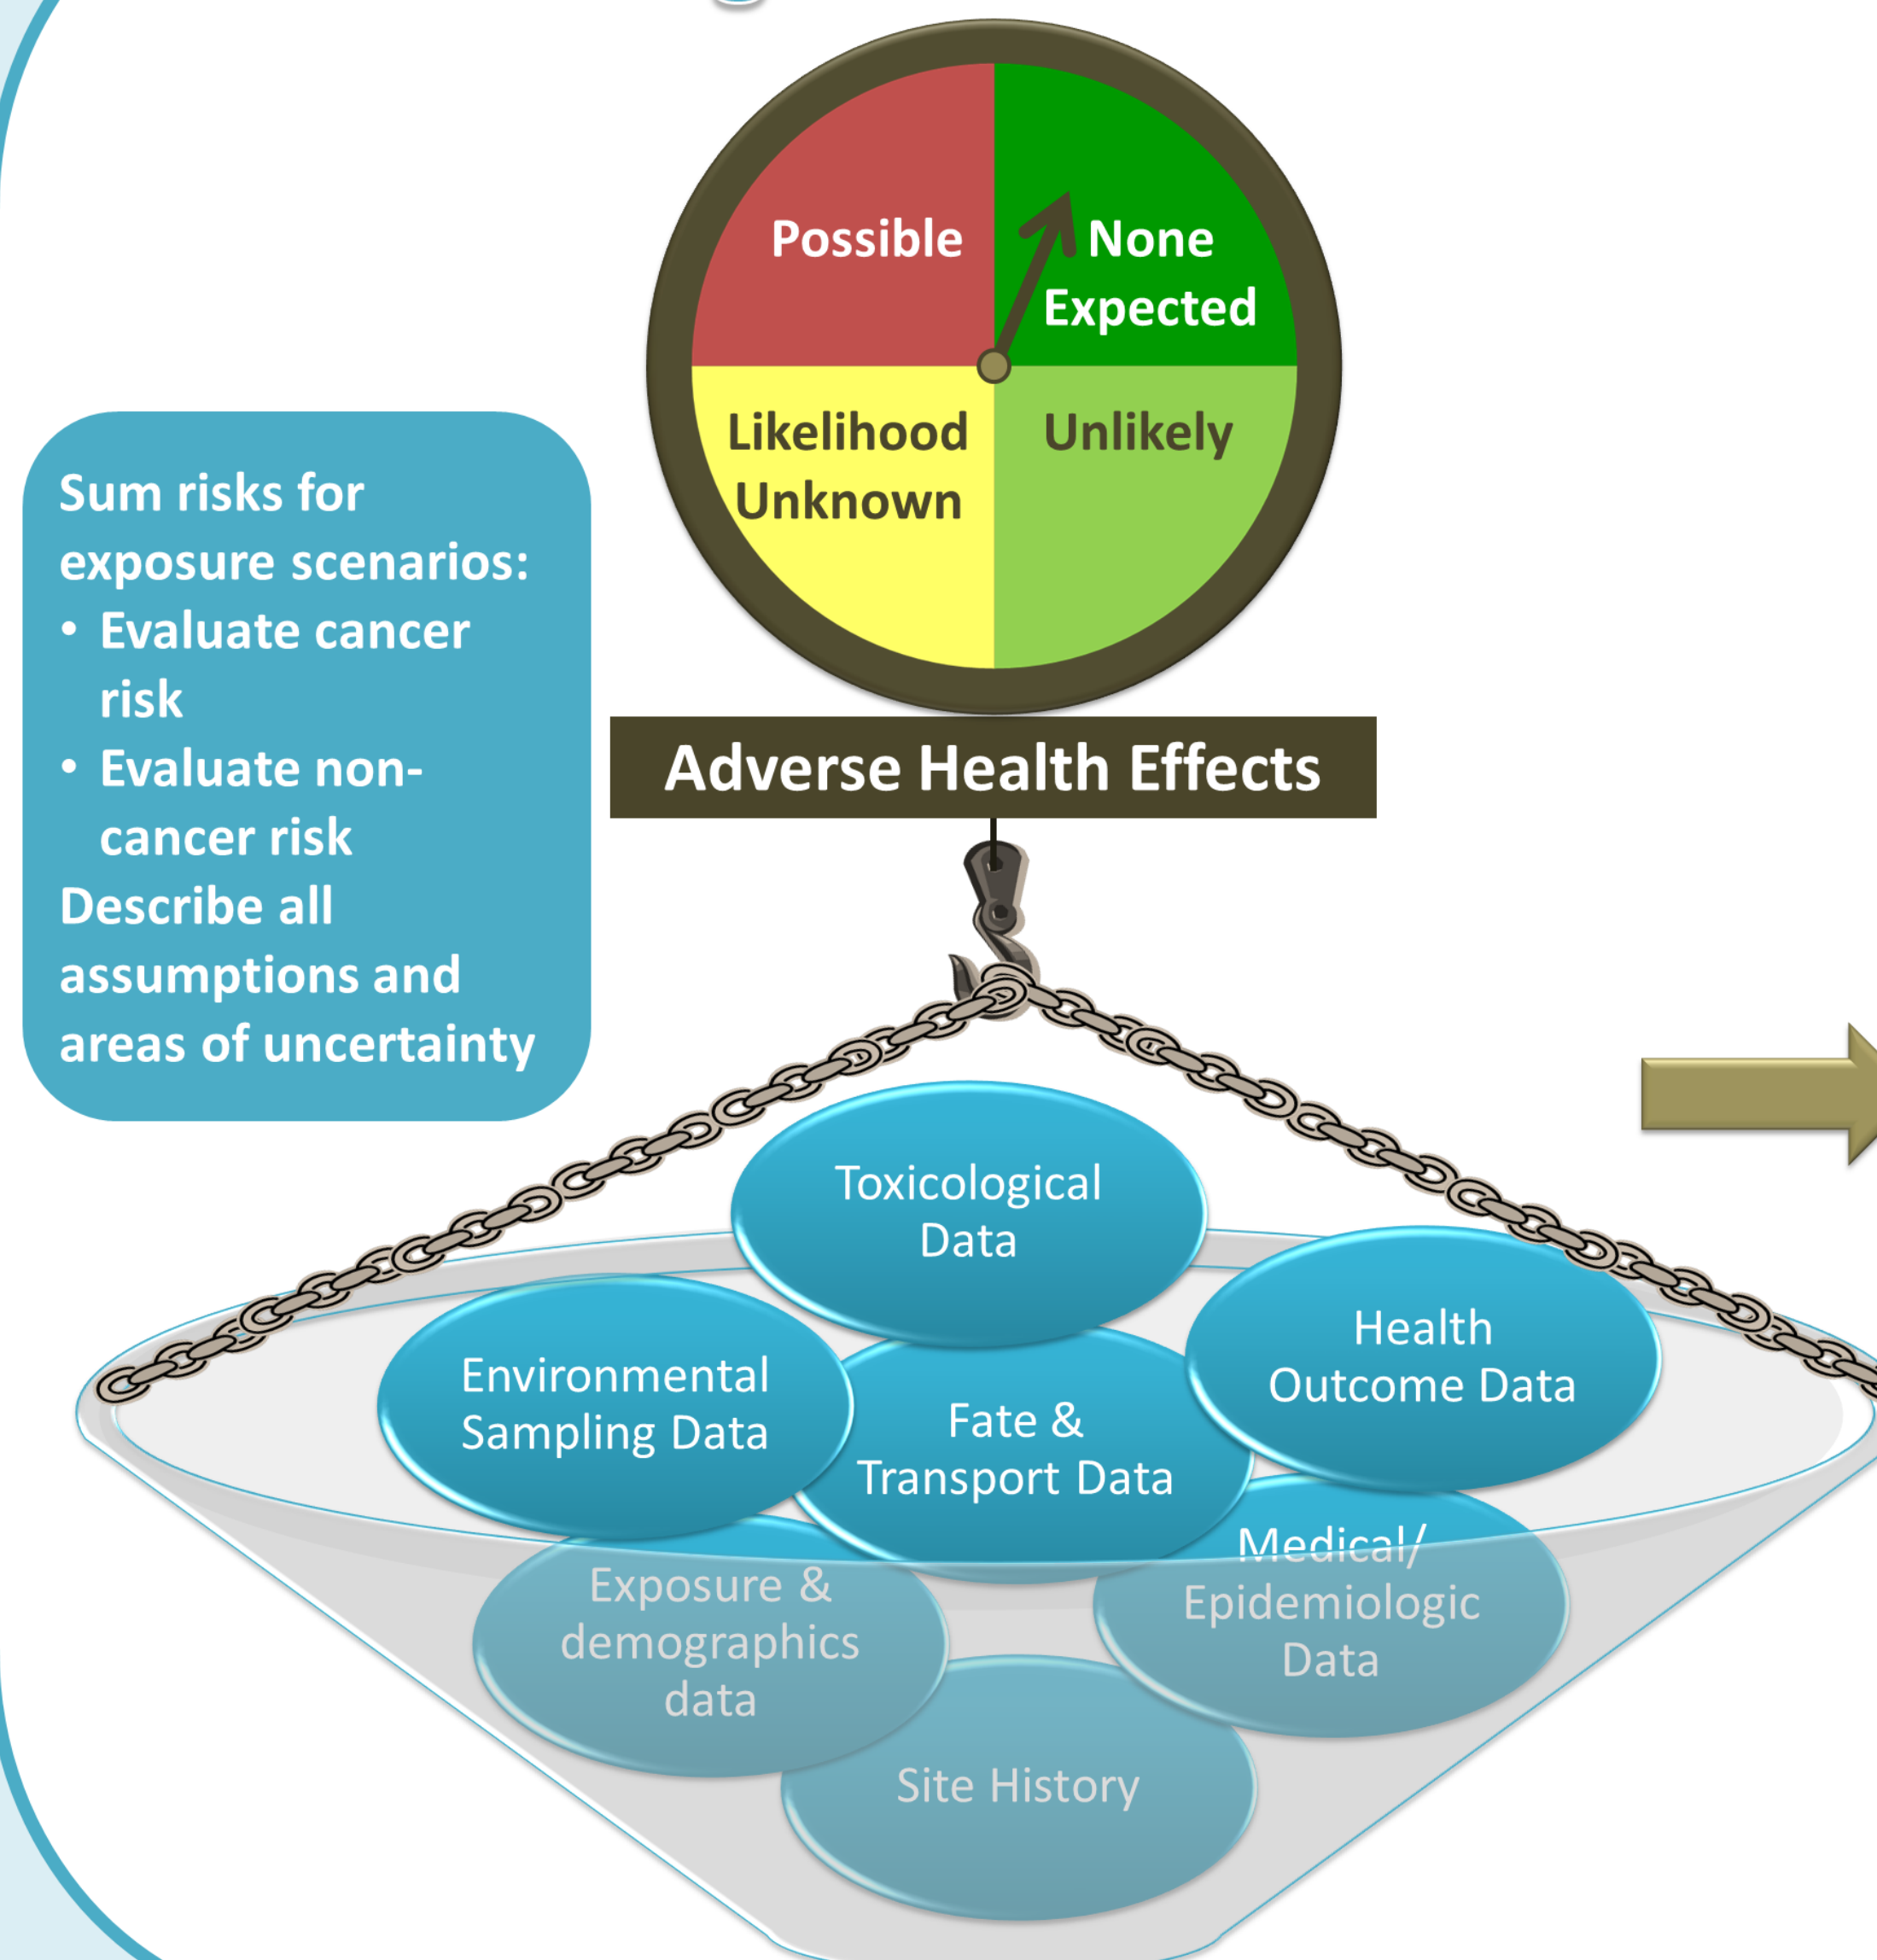 Possible
None
Expected
Likelihood
Unknown
Unlikely
Sum risks for
exposure scenarios:
• Evaluate cancer
risk
• Evaluate non-
cancer risk
Describe all
assumptions and
areas of uncertainty
Adverse Health Effects
Toxicological
Data
Health
Outcome Data
Environmental
Sampling Data
Fate &
Transport Data
Medical/
Epidemiologic
Data
Exposure &
demographics
data
Site History